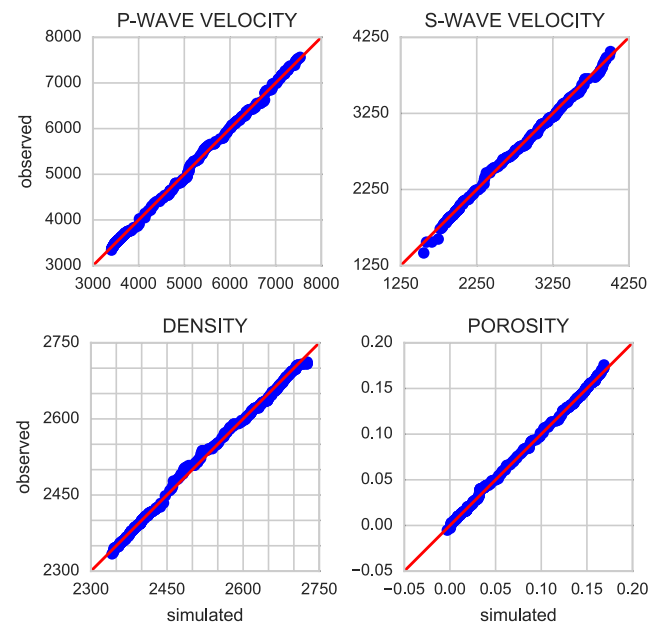 P-WAVE VELOCITY
S-WAVE VELOCITY
8000
7000
6000
5000
4000
3000
observed
3000 4000 5000 6000 7000 8000
4250
3250
2250
1250
1250 2250 3250 4250
DENSITY
POROSITY
2750
2600
2450
2300
observed
2300 2450 2600 2750
simulated
0.20
0.15
0.10
0.05
0.00
−0.05
−0.05 0.00 0.05 0.10 0.15 0.20
simulated